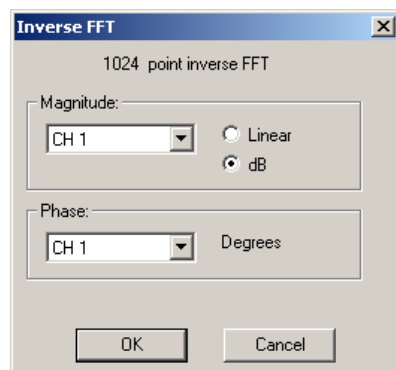 Inverse FFT
1024 point inverse FFT
Magnitude:
CH 1
Linear
dB
Phase:
CH 1
Degrees
OK
Cancel